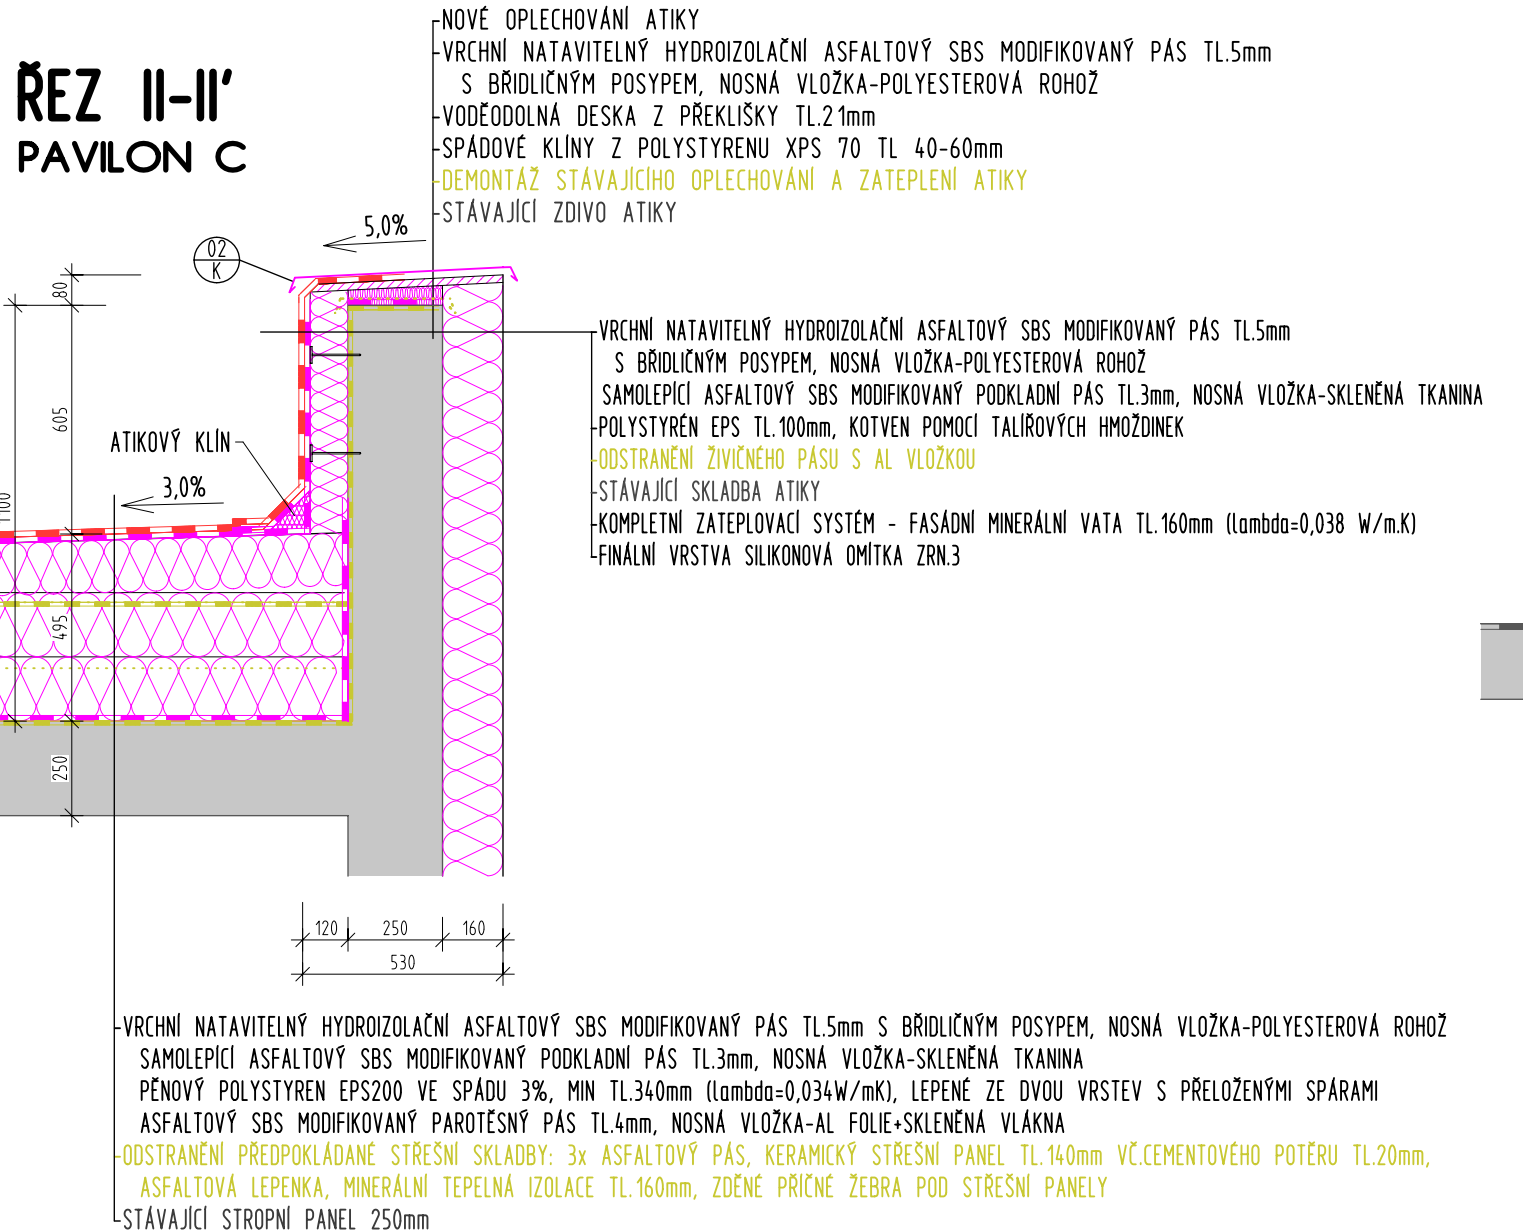 NOVÉ OPLECHOVÁNÍ ATIKY
VRCHNÍ NATAVITELNÝ HYDROIZOLAČNÍ ASFALTOVÝ SBS MODIFIKOVANÝ PÁS TL.5mm
S BŘIDLIČNÝM POSYPEM, NOSNÁ VLOŽKA-POLYESTEROVÁ ROHOŽ
VODĚODOLNÁ DESKA Z PŘEKLIŠKY TL.21mm
SPÁDOVÉ KLÍNY Z POLYSTYRENU XPS 70 TL 40-60mm
DEMONTÁŽ STÁVAJÍCÍHO OPLECHOVÁNÍ A ZATEPLENÍ ATIKY
STÁVAJÍCÍ ZDIVO ATIKY
ŘEZ II-II'
PAVILON C
5,0%
02
K
80
605
1100
495
250
ATIKOVÝ KLÍN
3,0%
VRCHNÍ NATAVITELNÝ HYDROIZOLAČNÍ ASFALTOVÝ SBS MODIFIKOVANÝ PÁS TL.5mm
S BŘIDLIČNÝM POSYPEM, NOSNÁ VLOŽKA-POLYESTEROVÁ ROHOŽ
SAMOLEPÍCÍ ASFALTOVÝ SBS MODIFIKOVANÝ PODKLADNÍ PÁS TL.3mm, NOSNÁ VLOŽKA-SKLENĚNÁ TKANINA
POLYSTYRÉN EPS TL.100mm, KOTVEN POMOCÍ TALÍŘOVÝCH HMOŽDINEK
ODSTRANĚNÍ ŽIVIČNÉHO PÁSU S AL VLOŽKOU
STÁVAJÍCÍ SKLADBA ATIKY
KOMPLETNÍ ZATEPLOVACÍ SYSTÉM - FASÁDNÍ MINERÁLNÍ VATA TL.160mm (lambda=0,038 W/m.K)
FINÁLNÍ VRSTVA SILIKONOVÁ OMÍTKA ZRN.3
120 250 160
530
VRCHNÍ NATAVITELNÝ HYDROIZOLAČNÍ ASFALTOVÝ SBS MODIFIKOVANÝ PÁS TL.5mm S BŘIDLIČNÝM POSYPEM, NOSNÁ VLOŽKA-POLYESTEROVÁ ROHOŽ
SAMOLEPÍCÍ ASFALTOVÝ SBS MODIFIKOVANÝ PODKLADNÍ PÁS TL.3mm, NOSNÁ VLOŽKA-SKLENĚNÁ TKANINA
PĚNOVÝ POLYSTYREN EPS200 VE SPÁDU 3%, MIN TL.340mm (lambda=0,034W/mK), LEPENÉ ZE DVOU VRSTEV S PŘELOŽENÝMI SPÁRAMI
ASFALTOVÝ SBS MODIFIKOVANÝ PAROTĚSNÝ PÁS TL.4mm, NOSNÁ VLOŽKA-AL FOLIE+SKLENĚNÁ VLÁKNA
ODSTRANĚNÍ PŘEDPOKLÁDANÉ STŘEŠNÍ SKLADBY: 3x ASFALTOVÝ PÁS, KERAMICKÝ STŘEŠNÍ PANEL TL.140mm VČ.CEMENTOVÉHO POTĚRU TL.20mm,
ASFALTOVÁ LEPENKA, MINERÁLNÍ TEPELNÁ IZOLACE TL.160mm, ZDĚNÉ PŘÍČNÉ ŽEBRA POD STŘEŠNÍ PANELY
STÁVAJÍCÍ STROPNÍ PANEL 250mm